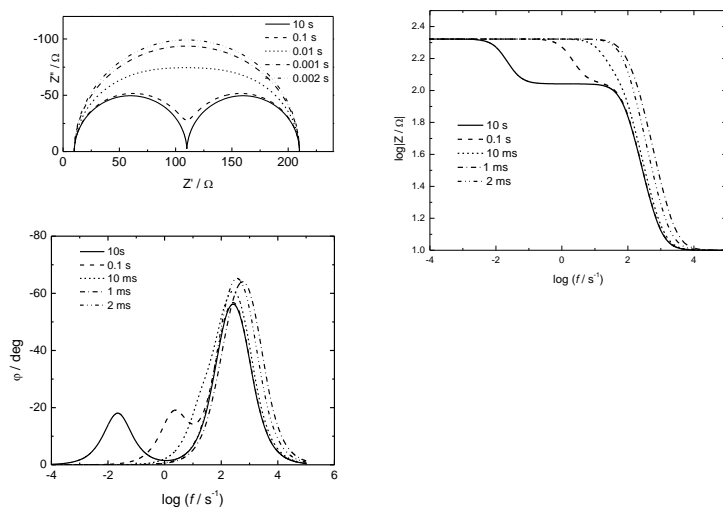 -100
-50
0
Z" / Ω
10 s
0.1 s
0.01 s
0.001 s
0.002 s
0 50 100 150 200
Z' / Ω
2.4
2.2
2.0
1.8
1.6
1.4
1.2
1.0
log|Z / Ω|
10 s
0.1 s
10 ms
1 ms
2 ms
-4 -2 0 2 4
log (f / s⁻¹)
-80
-60
-40
-20
0
φ / deg
10s
0.1 s
10 ms
1 ms
2 ms
-4 -2 0 2 4 6
log (f / s⁻¹)